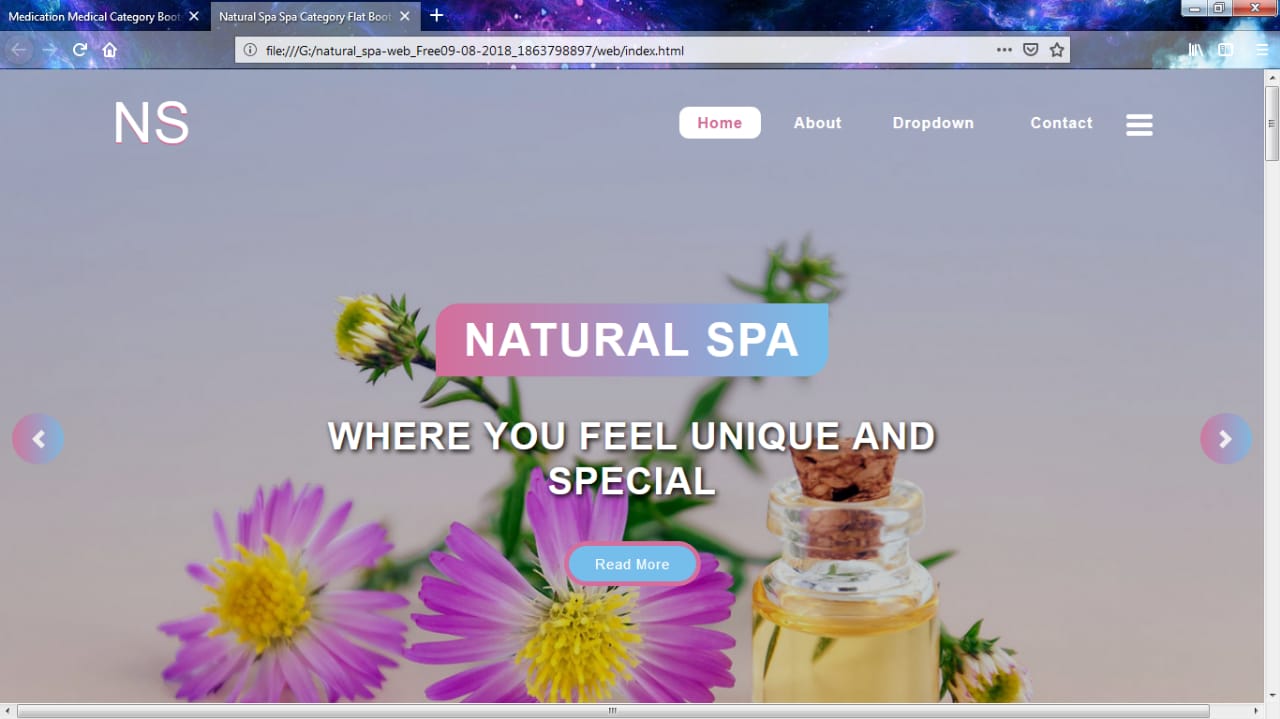 Medication Medical Category Boot
Natural Spa Spa Category Flat Boot
file:///G:/natural_spa-web_Free09-08-2018_1863798897/web/index.html
NS
Home
About
Dropdown
Contact
NATURAL SPA
WHERE YOU FEEL UNIQUE AND
SPECIAL
Read More